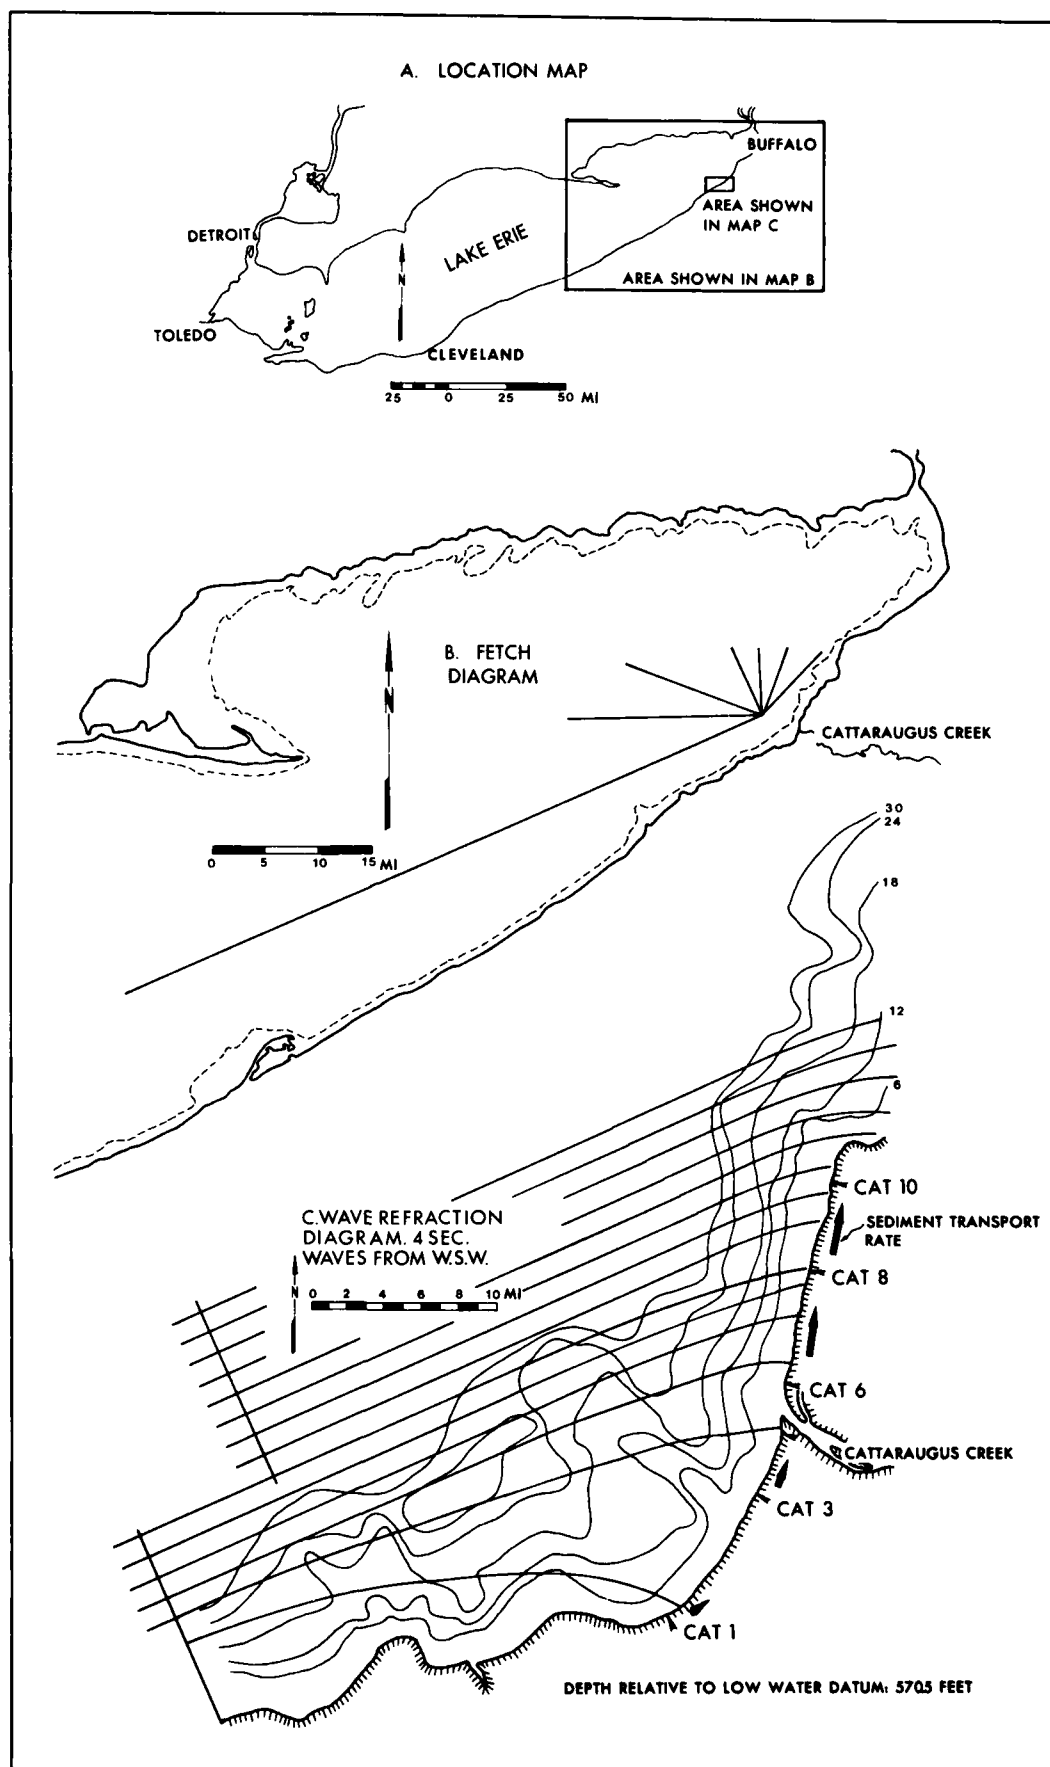 A. LOCATION MAP
BUFFALO
AREA SHOWN
IN MAP C
DETROIT
LAKE ERIE
N
AREA SHOWN IN MAP B
TOLEDO
CLEVELAND
25 0 25 50 MI
B. FETCH
DIAGRAM
N
CATTARAUGUS CREEK
0 5 10 15 MI
30
24
18
12
6
CAT 10
C. WAVE REFRACTION
DIAGRAM. 4 SEC.
WAVES FROM W.S.W.
SEDIMENT TRANSPORT
RATE
CAT 8
N
0 2 4 6 8 10 MI
CAT 6
CATTARAUGUS CREEK
CAT 3
CAT 1
DEPTH RELATIVE TO LOW WATER DATUM: 570.5 FEET